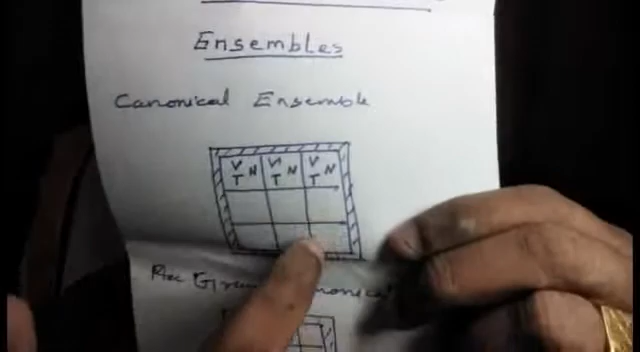 Ensembles
Canonical Ensemble
V N V N V N
T T T